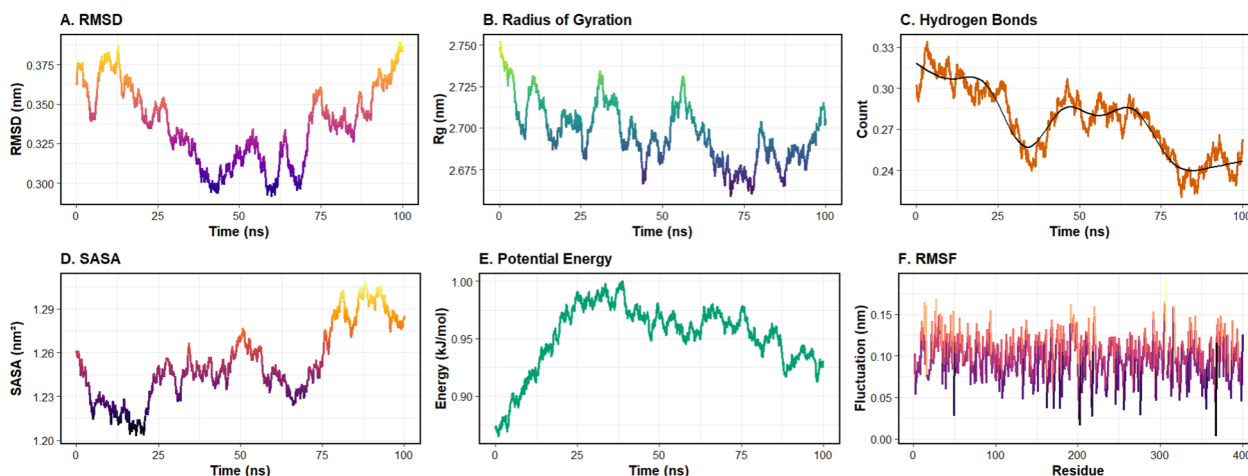 A. RMSD
RMSD (nm)
0.375
0.350
0.325
0.300
0
25
50
75
100
Time (ns)
B. Radius of Gyration
Rg (nm)
2.750
2.725
2.700
2.675
0
25
50
75
100
Time (ns)
C. Hydrogen Bonds
Count
0.33
0.30
0.27
0.24
0
25
50
75
100
Time (ns)
D. SASA
SASA (nm²)
1.29
1.26
1.23
1.20
0
25
50
75
100
Time (ns)
E. Potential Energy
Energy (kJ/mol)
1.00
0.95
0.90
0
25
50
75
100
Time (ns)
F. RMSF
Fluctuation (nm)
0.15
0.10
0.05
0.00
0
100
200
300
400
Residue